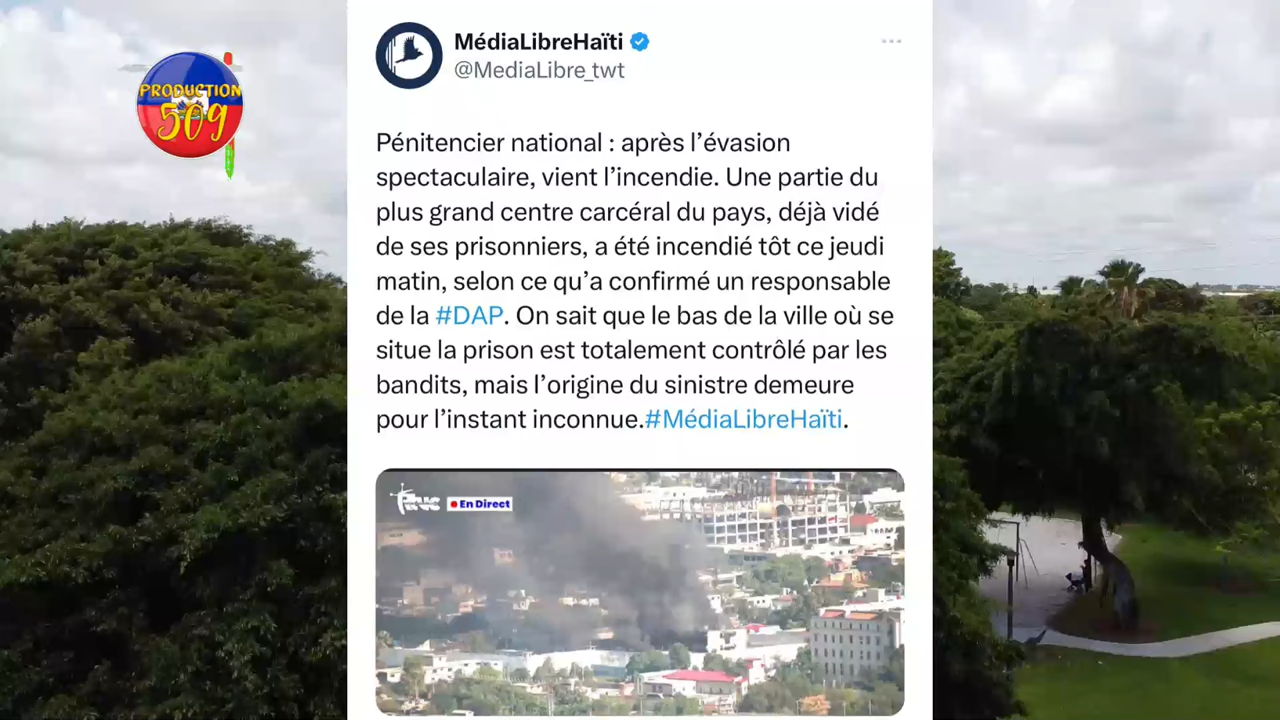 PRODUCTION
509
MédiaLibreHaïti
@MediaLibre_twt
Pénitencier national : après l’évasion
spectaculaire, vient l’incendie. Une partie du
plus grand centre carcéral du pays, déjà vidé
de ses prisonniers, a été incendié tôt ce jeudi
matin, selon ce qu’a confirmé un responsable
de la #DAP. On sait que le bas de la ville où se
situe la prison est totalement contrôlé par les
bandits, mais l’origine du sinistre demeure
pour l’instant inconnue.#MédiaLibreHaïti.
En Direct